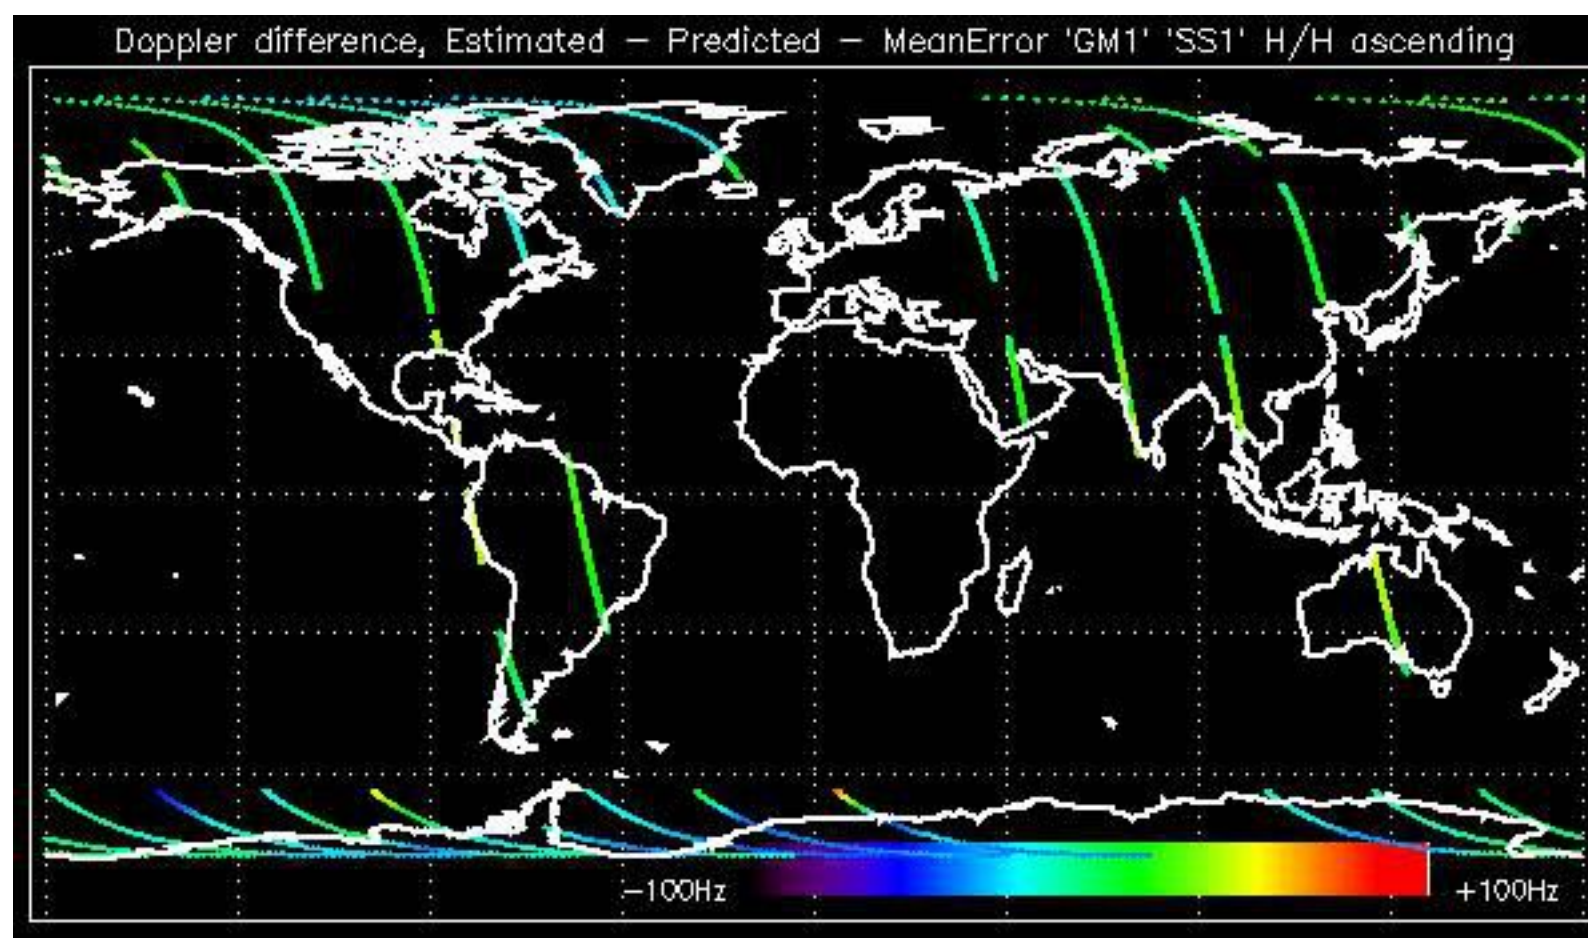 Doppler difference, Estimated − Predicted − MeanError 'GM1' 'SS1' H/H ascending
−100Hz
+100Hz